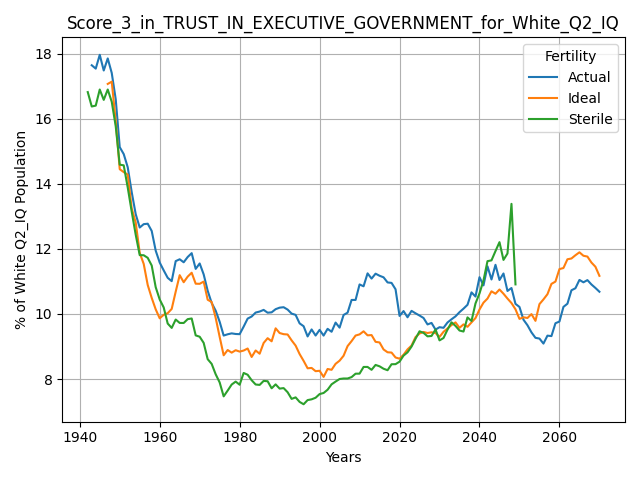 Score_3_in_TRUST_IN_EXECUTIVE_GOVERNMENT_for_White_Q2_IQ
Fertility
Actual
Ideal
Sterile
% of White Q2_IQ Population
18
16
14
12
10
8
1940 1960 1980 2000 2020 2040 2060
Years